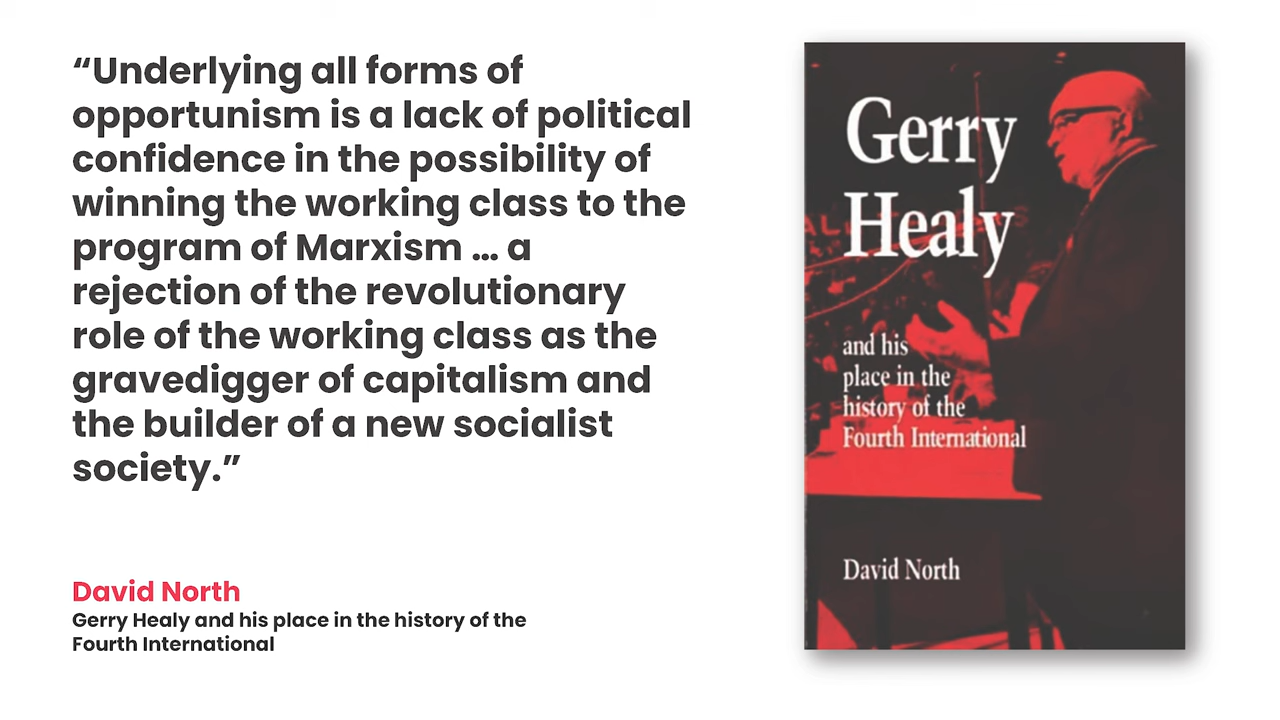 “Underlying all forms of
opportunism is a lack of political
confidence in the possibility of
winning the working class to the
program of Marxism ... a
rejection of the revolutionary
role of the working class as the
gravedigger of capitalism and
the builder of a new socialist
society.”
David North
Gerry Healy and his place in the history of the
Fourth International
Gerry
Healy
and his
place in the
history of the
Fourth International
David North